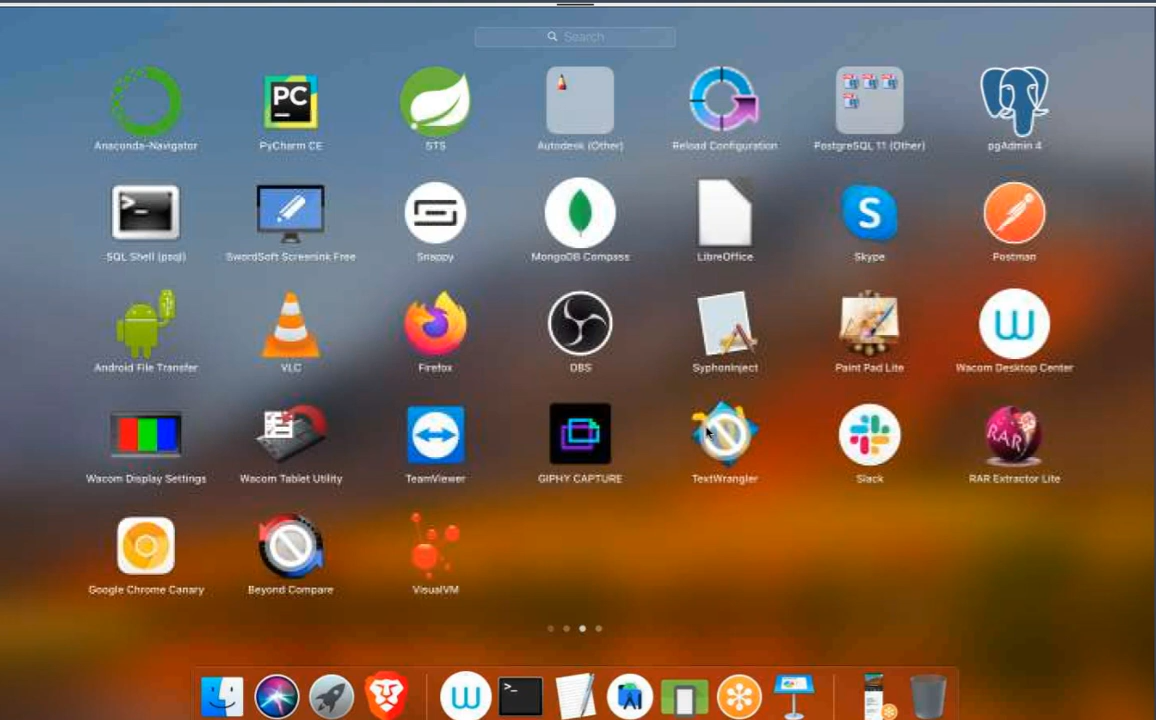 Search
Anaconda-Navigator
PC
PyCharm CE
STS
Autodesk (Other)
Reload Configuration
PostgreSQL 11 (Other)
pgAdmin 4
>_
SQL Shell (psql)
SwordSoft Screenink Free
Snappy
MongoDB Compass
LibreOffice
S
Skype
Postman
Android File Transfer
VLC
Firefox
OBS
SyphonInject
Paint Pad Lite
W
Wacom Desktop Center
Wacom Display Settings
Wacom Tablet Utility
TeamViewer
GIPHY CAPTURE
TextWrangler
Slack
RAR
RAR Extractor Lite
Google Chrome Canary
Beyond Compare
VisualVM
W
>_